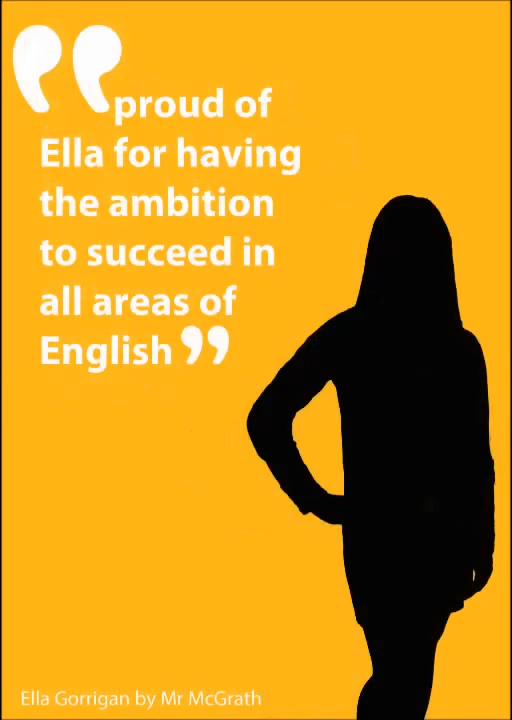 ❜❜ proud of
Ella for having
the ambition
to succeed in
all areas of
English ❜❜
Ella Gorrigan by Mr McGrath